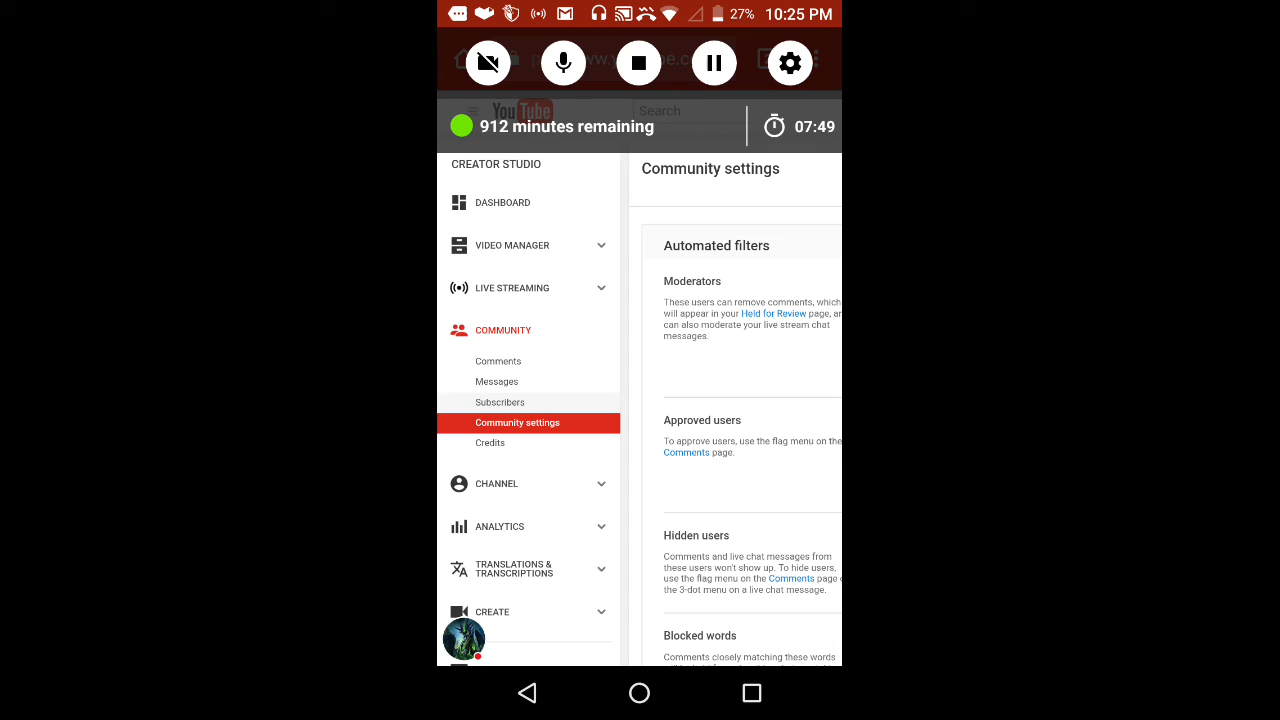 27% 10:25 PM
YouTube
Search
912 minutes remaining
07:49
CREATOR STUDIO
DASHBOARD
VIDEO MANAGER
LIVE STREAMING
COMMUNITY
Comments
Messages
Subscribers
Community settings
Credits
CHANNEL
ANALYTICS
TRANSLATIONS &
TRANSCRIPTIONS
CREATE
Community settings
Automated filters
Moderators
These users can remove comments, which
will appear in your Held for Review page, an
can also moderate your live stream chat
messages.
Approved users
To approve users, use the flag menu on the
Comments page.
Hidden users
Comments and live chat messages from
these users won't show up. To hide users,
use the flag menu on the Comments page
the 3-dot menu on a live chat message.
Blocked words
Comments closely matching these words